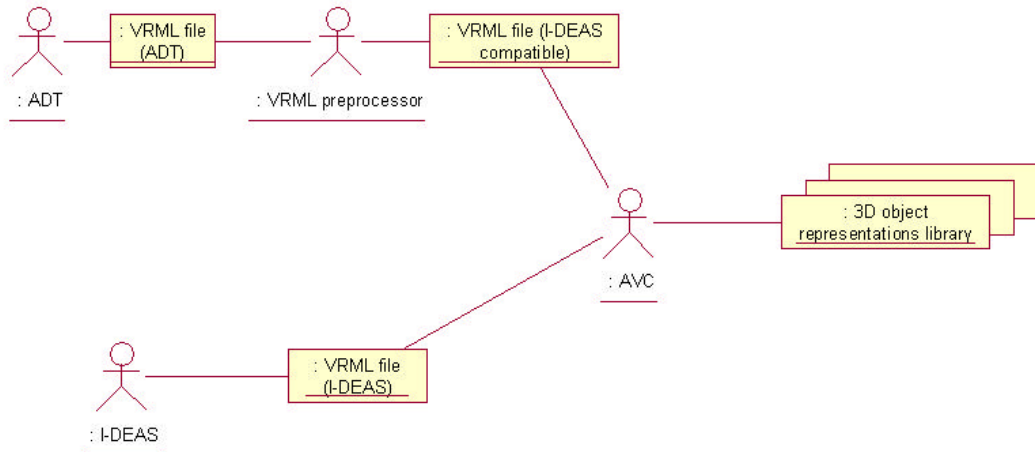 : VRML file
(ADT)
: VRML file (I-DEAS
compatible)
: ADT
: VRML preprocessor
: 3D object
representations library
: AVC
: VRML file
(I-DEAS)
: I-DEAS